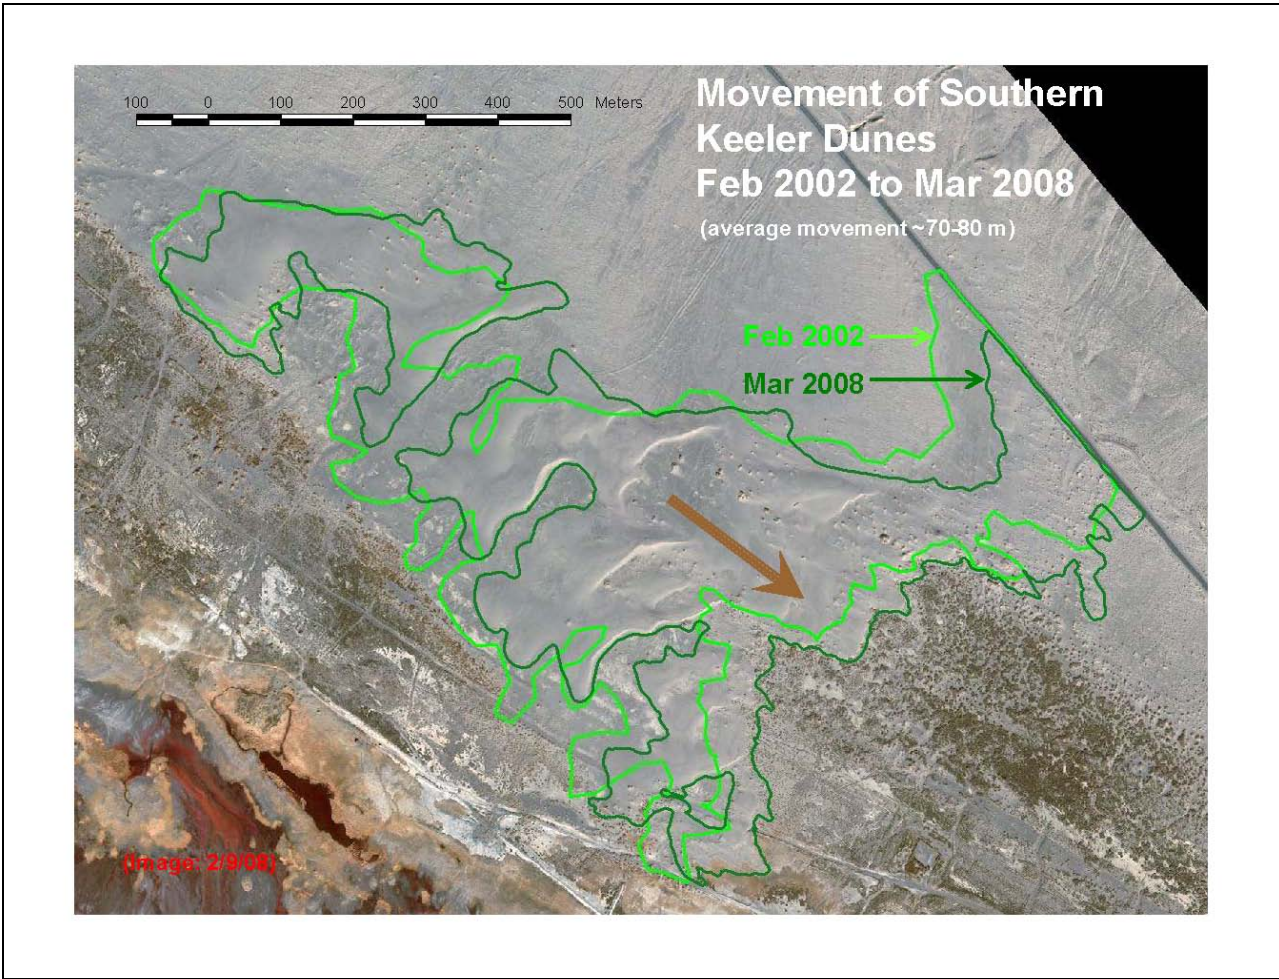 100 0 100 200 300 400 500 Meters
Movement of Southern
Keeler Dunes
Feb 2002 to Mar 2008
(average movement ~70-80 m)
Feb 2002
Mar 2008
(Image: 2/9/08)